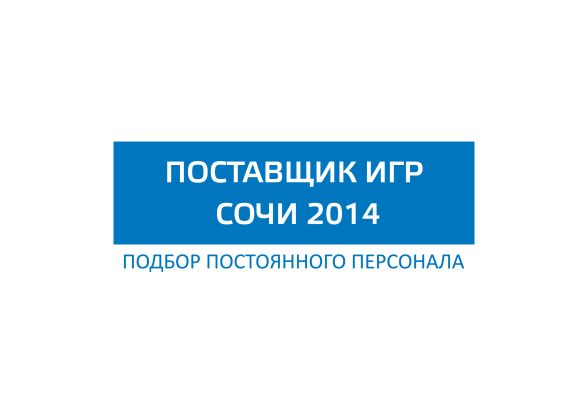 ПОСТАВЩИК ИГР
СОЧИ 2014
ПОДБОР ПОСТОЯННОГО ПЕРСОНАЛА